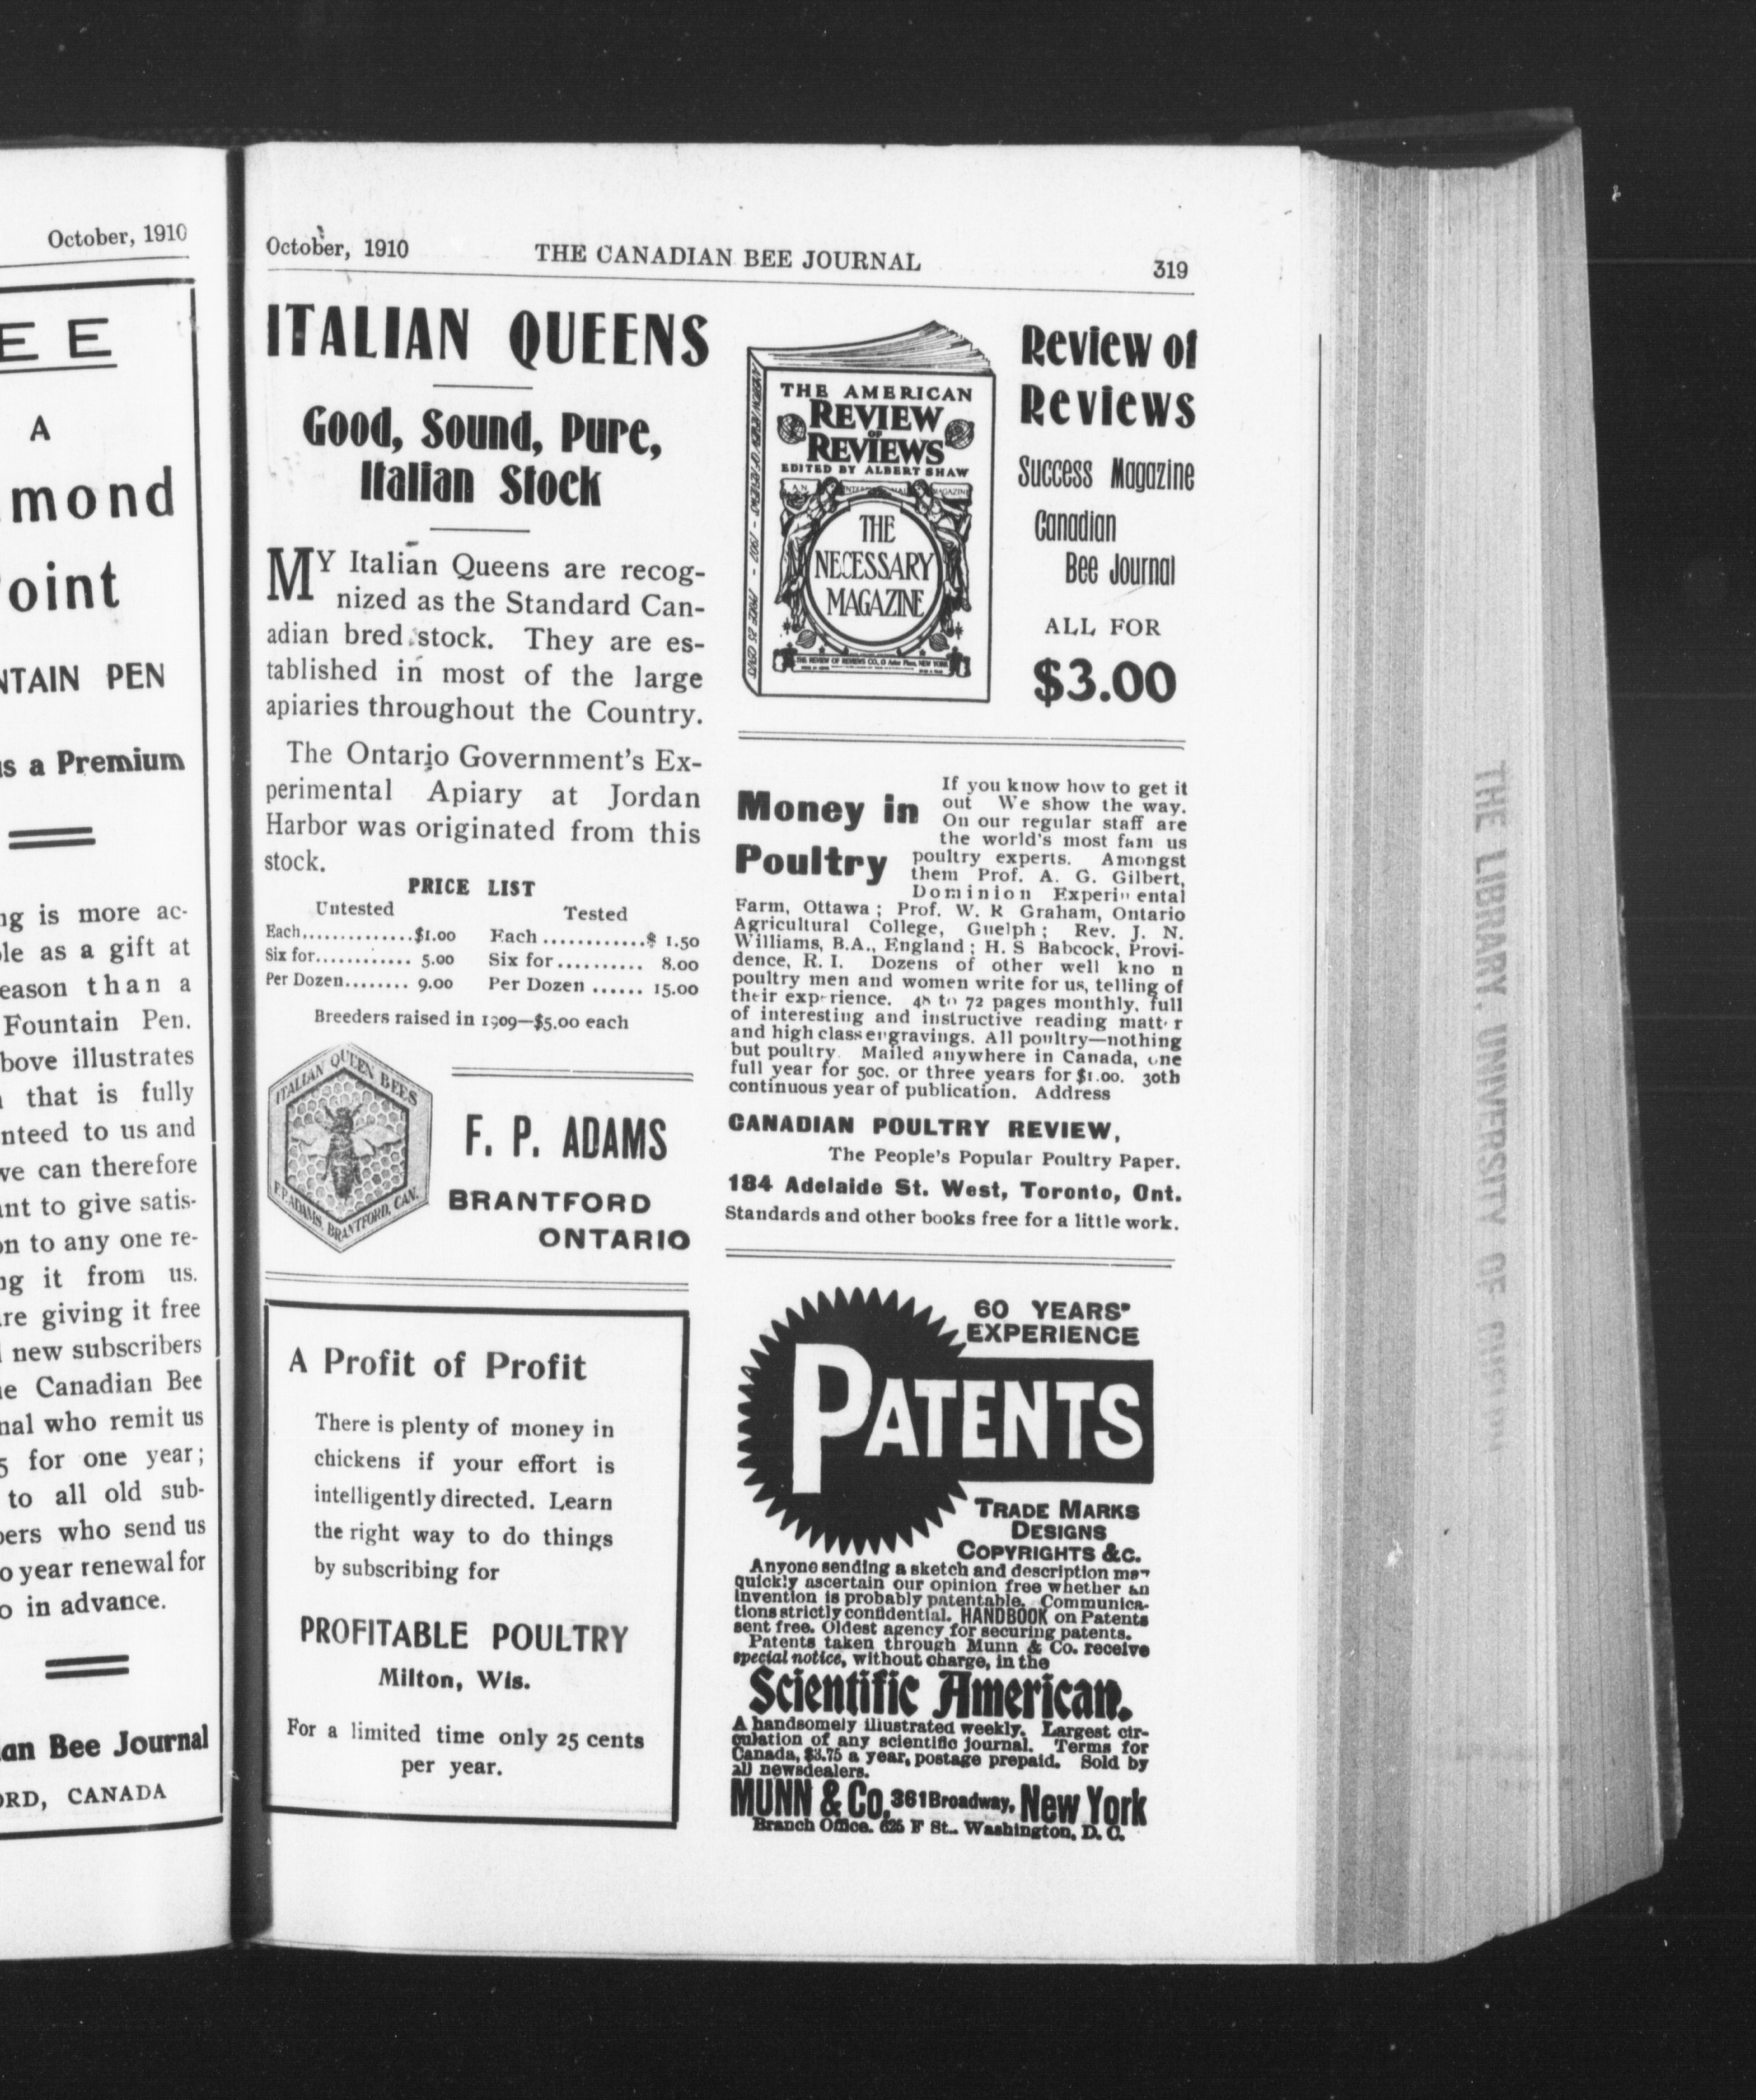 October, 1910
EE
A
mond
oint
NTAIN PEN
as a Premium
ng is more ac-
ble as a gift at
eason than a
Fountain Pen.
bove illustrates
that is fully
nteed to us and
we can therefore
ant to give satis-
on to any one re-
ng it from us.
are giving it free
new subscribers
he Canadian Bee
nal who remit us
5 for one year;
to all old sub-
bers who send us
o year renewal for
o in advance.
an Bee Journal
ORD, CANADA
October, 1910 THE CANADIAN BEE JOURNAL 319
ITALIAN QUEENS
Good, Sound, Pure,
Italian Stock
MY Italian Queens are recog-
nized as the Standard Can-
adian bred stock. They are es-
tablished in most of the large
apiaries throughout the Country.
The Ontario Government's Ex-
perimental Apiary at Jordan
Harbor was originated from this
stock.
PRICE LIST
Untested Tested
Each.............$1.00 Each ............$ 1.50
Six for............ 5.00 Six for.......... 8.00
Per Dozen........ 9.00 Per Dozen ...... 15.00
Breeders raised in 1909—$5.00 each
ITALIAN QUEEN BEES
F.P. ADAMS, BRANTFORD, CAN.
F. P. ADAMS
BRANTFORD
ONTARIO
A Profit of Profit
There is plenty of money in
chickens if your effort is
intelligently directed. Learn
the right way to do things
by subscribing for
PROFITABLE POULTRY
Milton, Wis.
For a limited time only 25 cents
per year.
THE AMERICAN
REVIEW
OF
REVIEWS
EDITED BY ALBERT SHAW
THE
NECESSARY
MAGAZINE
THE REVIEW OF REVIEWS CO., 13 Astor Place, NEW YORK
Review of
Reviews
Success Magazine
Canadian
Bee Journal
ALL FOR
$3.00
Money in
Poultry
If you know how to get it
out We show the way.
On our regular staff are
the world's most fam us
poultry experts. Amongst
them Prof. A. G. Gilbert,
Dominion Experi ental
Farm, Ottawa; Prof. W. R Graham, Ontario
Agricultural College, Guelph; Rev. J. N.
Williams, B.A., England; H. S Babcock, Provi-
dence, R. I. Dozens of other well kno n
poultry men and women write for us, telling of
their exp rience. 48 to 72 pages monthly, full
of interesting and instructive reading matt r
and high class engravings. All poultry—nothing
but poultry Mailed anywhere in Canada, one
full year for 50c. or three years for $1.00. 30th
continuous year of publication. Address
CANADIAN POULTRY REVIEW,
The People's Popular Poultry Paper.
184 Adelaide St. West, Toronto, Ont.
Standards and other books free for a little work.
60 YEARS'
EXPERIENCE
PATENTS
TRADE MARKS
DESIGNS
COPYRIGHTS &C.
Anyone sending a sketch and description may
quickly ascertain our opinion free whether an
invention is probably patentable. Communica-
tions strictly confidential. HANDBOOK on Patents
sent free. Oldest agency for securing patents.
Patents taken through Munn & Co. receive
special notice, without charge, in the
Scientific American.
A handsomely illustrated weekly. Largest cir-
culation of any scientific journal. Terms for
Canada, $3.75 a year, postage prepaid. Sold by
all newsdealers.
MUNN & Co. 361 Broadway, New York
Branch Office. 625 F St.. Washington, D. C.
THE LIBRARY, UNIVERSITY OF